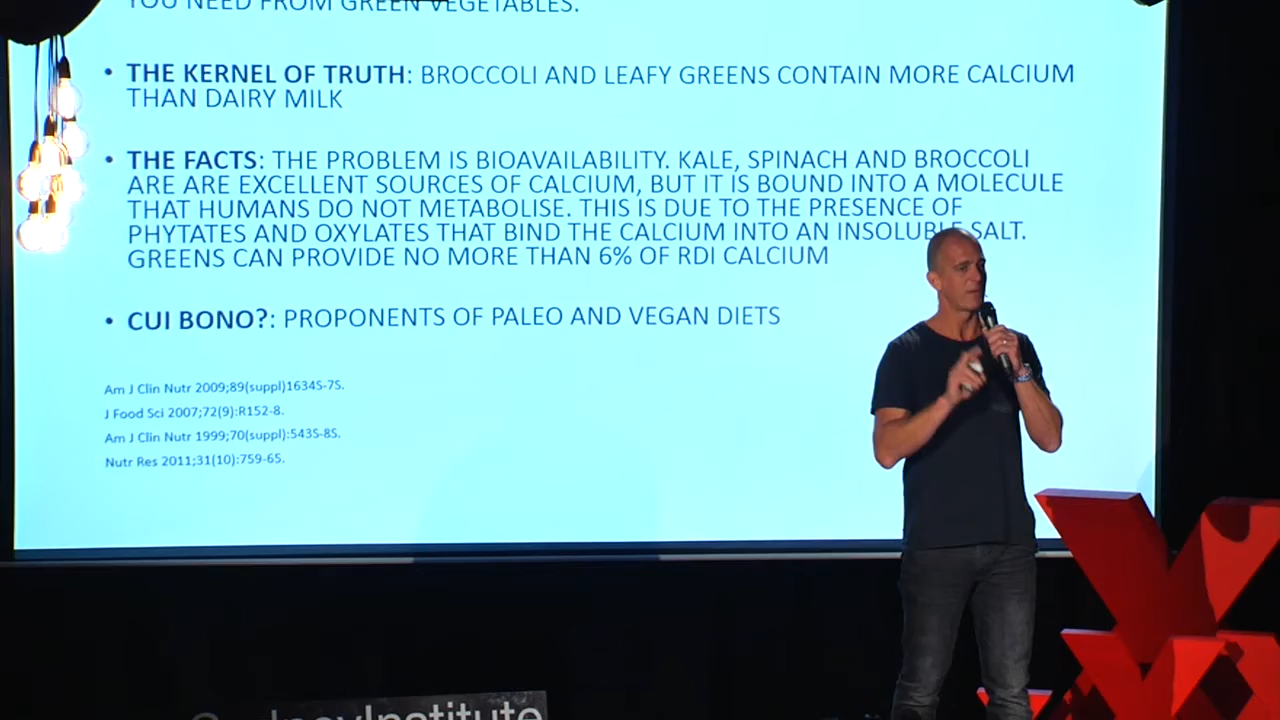 YOU NEED FROM GREEN VEGETABLES.
• THE KERNEL OF TRUTH: BROCCOLI AND LEAFY GREENS CONTAIN MORE CALCIUM
THAN DAIRY MILK
• THE FACTS: THE PROBLEM IS BIOAVAILABILITY. KALE, SPINACH AND BROCCOLI
ARE ARE EXCELLENT SOURCES OF CALCIUM, BUT IT IS BOUND INTO A MOLECULE
THAT HUMANS DO NOT METABOLISE. THIS IS DUE TO THE PRESENCE OF
PHYTATES AND OXYLATES THAT BIND THE CALCIUM INTO AN INSOLUBLE SALT.
GREENS CAN PROVIDE NO MORE THAN 6% OF RDI CALCIUM
• CUI BONO?: PROPONENTS OF PALEO AND VEGAN DIETS
Am J Clin Nutr 2009;89(suppl)1634S-7S.
J Food Sci 2007;72(9):R152-8.
Am J Clin Nutr 1999;70(suppl):543S-8S.
Nutr Res 2011;31(10):759-65.
SydneyInstitute